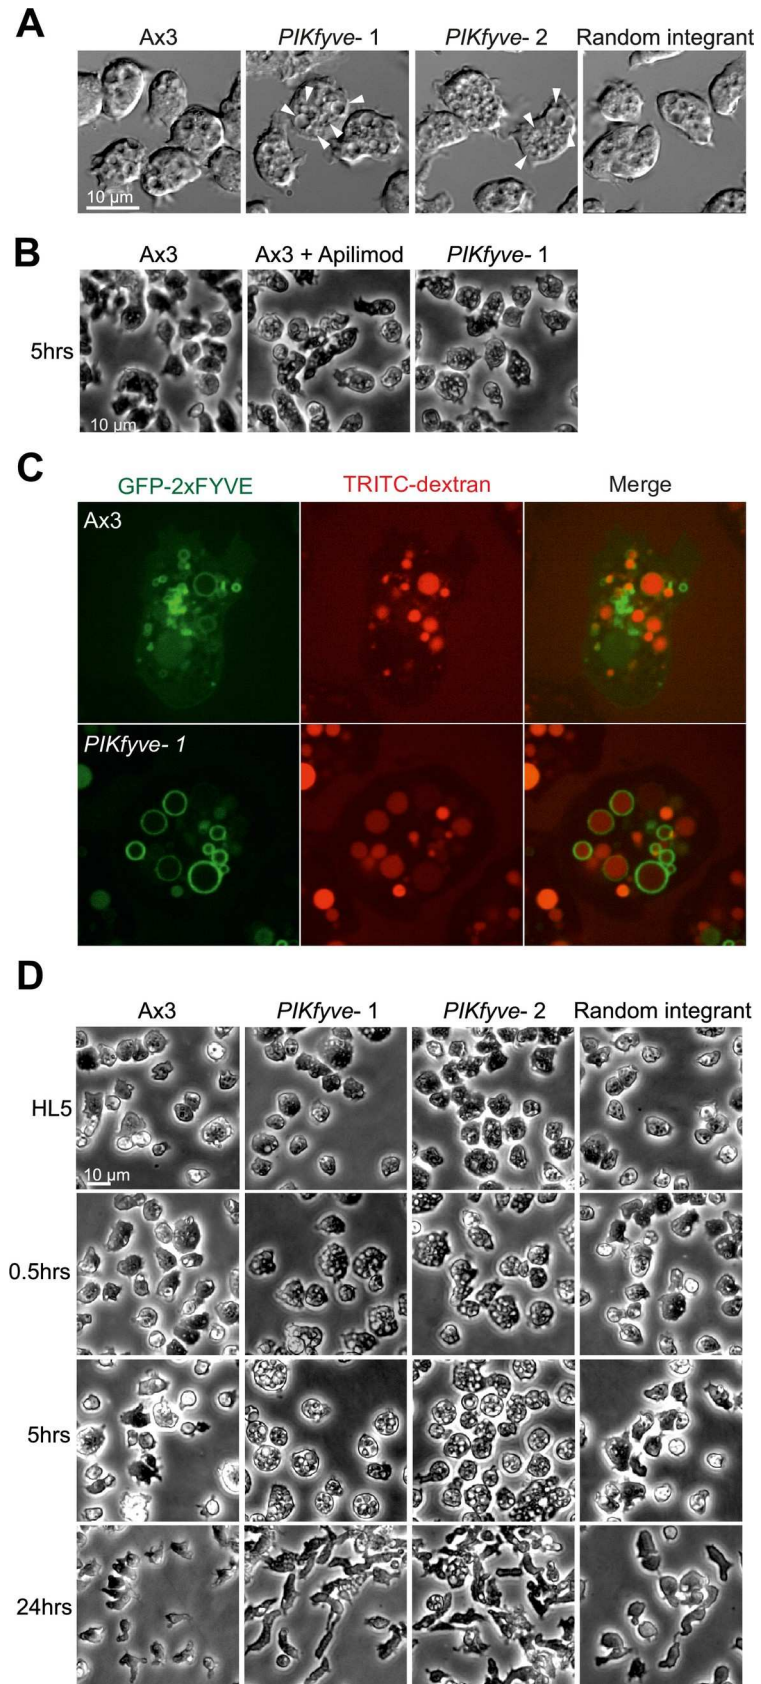 A
Ax3 PIKfyve- 1 PIKfyve- 2 Random integrant
10 µm
B
Ax3 Ax3 + Apilimod PIKfyve- 1
5hrs
10 µm
C
GFP-2xFYVE TRITC-dextran Merge
Ax3
PIKfyve- 1
D
Ax3 PIKfyve- 1 PIKfyve- 2 Random integrant
HL5
10 µm
0.5hrs
5hrs
24hrs